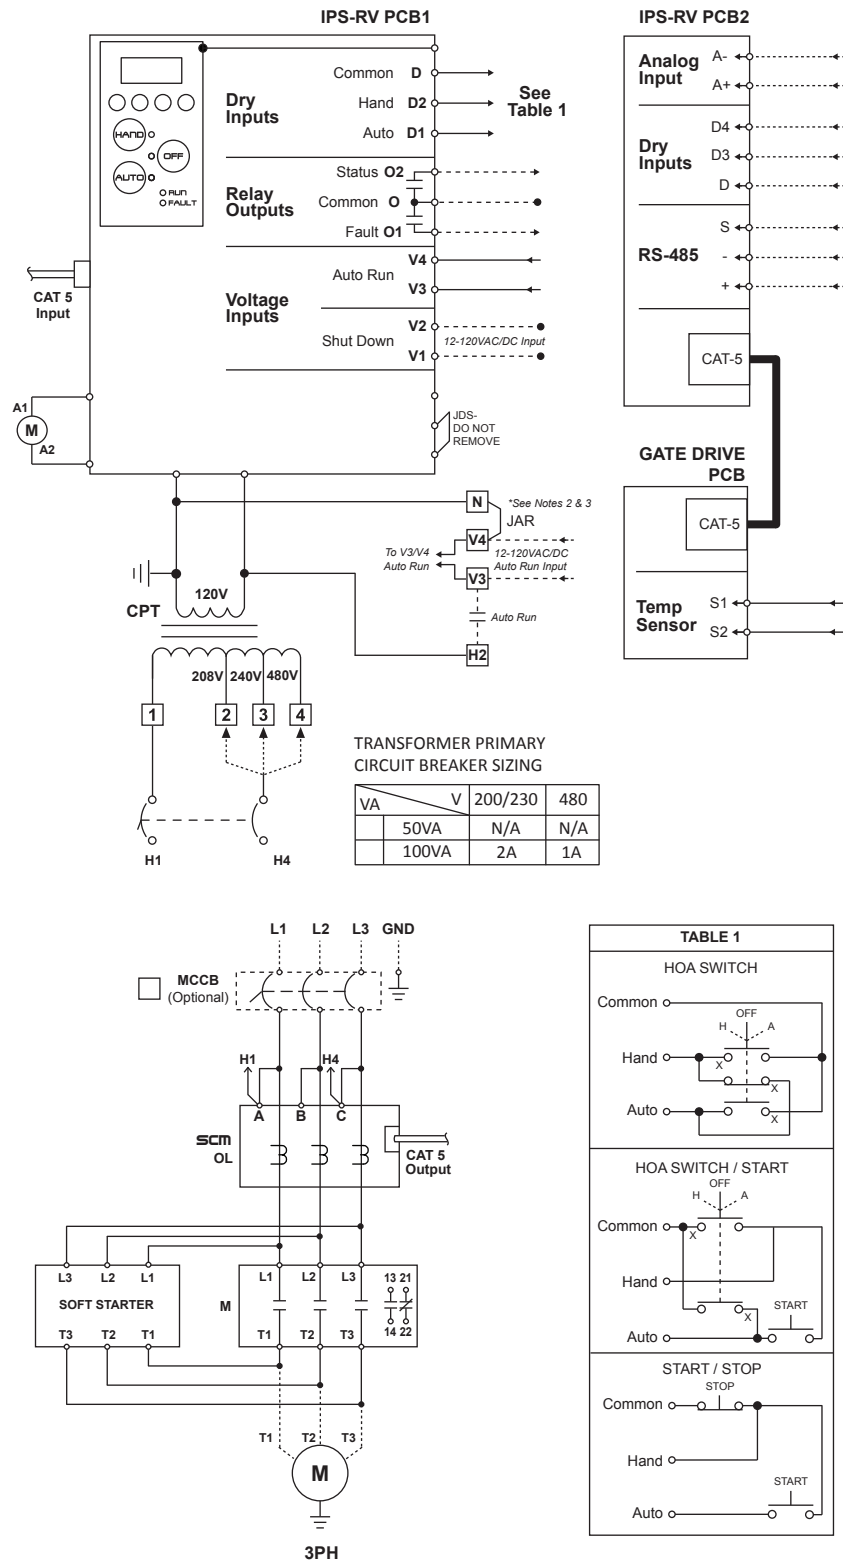 IPS-RV PCB1
HAND
OFF
AUTO
RUN
FAULT
Dry
Inputs
Common D
Hand D2
Auto D1
See
Table 1
Relay
Outputs
Status O2
Common O
Fault O1
Voltage
Inputs
Auto Run
V4
V3
Shut Down
V2
V1
12-120VAC/DC Input
CAT 5
Input
A1
M
A2
JDS-
DO NOT
REMOVE
IPS-RV PCB2
Analog
Input
A-
A+
Dry
Inputs
D4
D3
D
RS-485
S
-
+
CAT-5
GATE DRIVE
PCB
CAT-5
Temp
Sensor
S1
S2
N
*See Notes 2 & 3
JAR
V4
To V3/V4
Auto Run
12-120VAC/DC
Auto Run Input
V3
Auto Run
H2
120V
CPT
208V 240V 480V
1 2 3 4
H1 H4
TRANSFORMER PRIMARY
CIRCUIT BREAKER SIZING
VA V 200/230 480
50VA N/A N/A
100VA 2A 1A
L1 L2 L3 GND
MCCB
(Optional)
H1 H4
A B C
scm
OL
CAT 5
Output
L3 L2 L1
SOFT STARTER
T3 T2 T1
M
L1 L2 L3 13 21
T1 T2 T3 14 22
T1 T2 T3
M
3PH
TABLE 1
HOA SWITCH
Common
OFF
H A
Hand
X
X
Auto
X
HOA SWITCH / START
OFF
H A
Common
X
Hand
START
X
Auto
START / STOP
STOP
Common
Hand
START
Auto